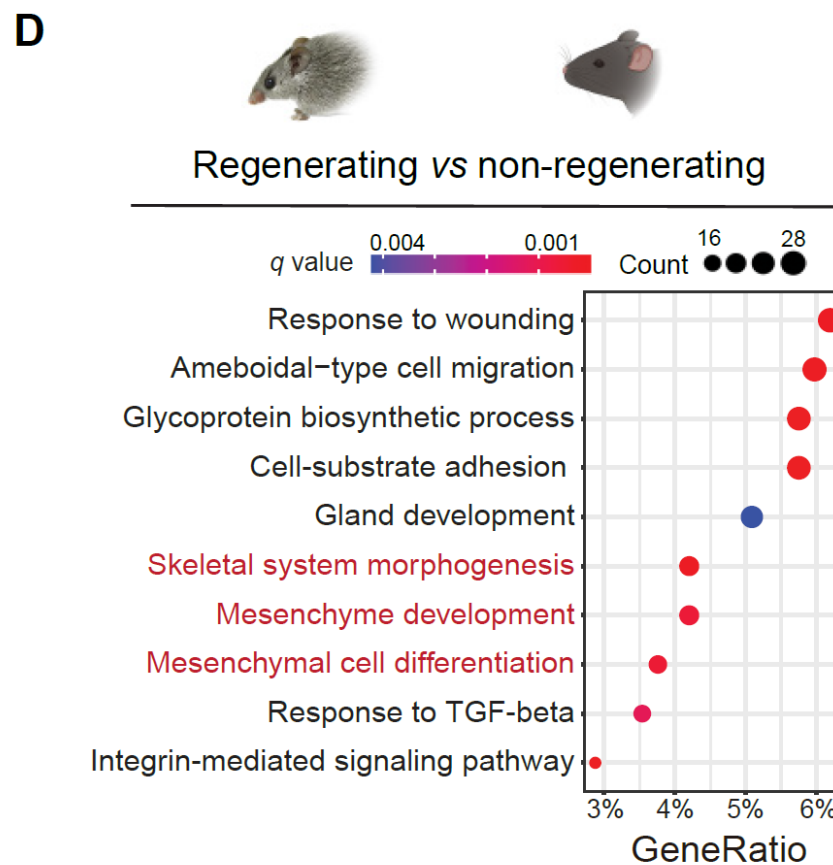 D
Regenerating vs non-regenerating
q value 0.004 0.001 Count 16 28
Response to wounding
Ameboidal−type cell migration
Glycoprotein biosynthetic process
Cell-substrate adhesion
Gland development
Skeletal system morphogenesis
Mesenchyme development
Mesenchymal cell differentiation
Response to TGF-beta
Integrin-mediated signaling pathway
3% 4% 5% 6%
GeneRatio